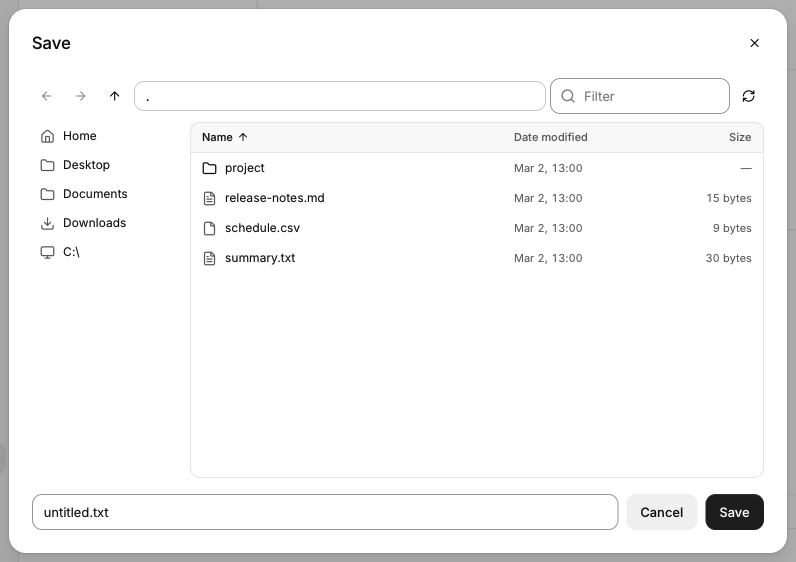 Save
.
Filter
Home
Desktop
Documents
Downloads
C:\
Name Date modified Size
project Mar 2, 13:00 —
release-notes.md Mar 2, 13:00 15 bytes
schedule.csv Mar 2, 13:00 9 bytes
summary.txt Mar 2, 13:00 30 bytes
untitled.txt
Cancel
Save